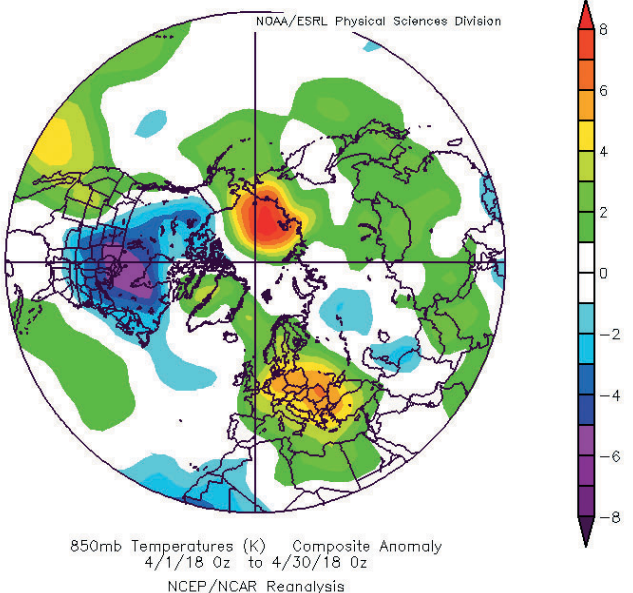 NOAA/ESRL Physical Sciences Division
8
6
4
2
0
-2
-4
-6
-8
850mb Temperatures (K) Composite Anomaly
4/1/18 0z to 4/30/18 0z
NCEP/NCAR Reanalysis